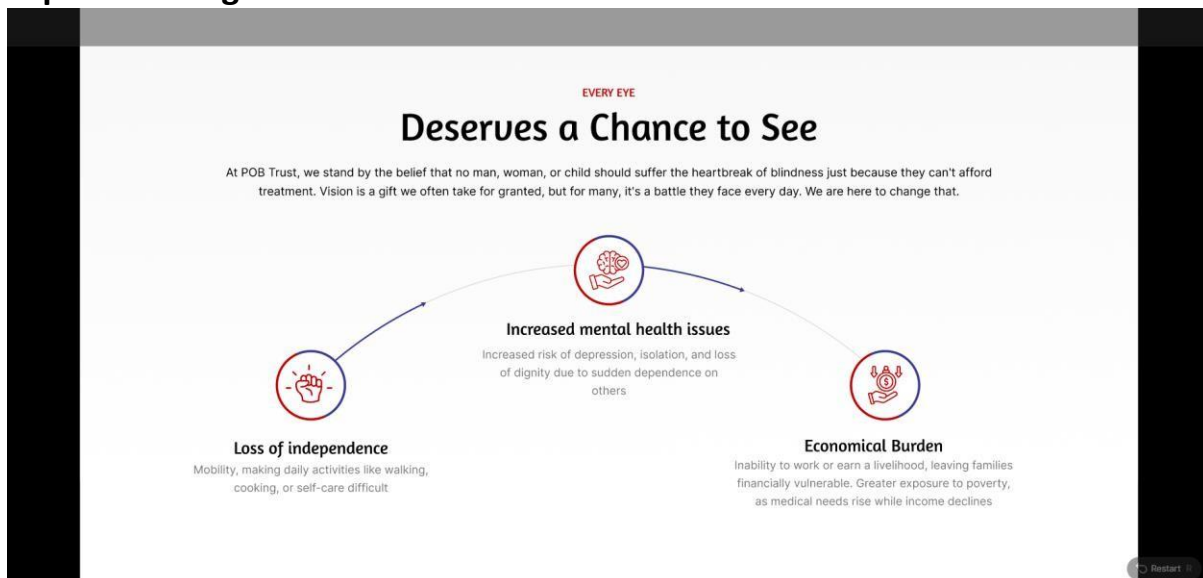 EVERY EYE
Deserves a Chance to See
At POB Trust, we stand by the belief that no man, woman, or child should suffer the heartbreak of blindness just because they can't afford
treatment. Vision is a gift we often take for granted, but for many, it's a battle they face every day. We are here to change that.
Increased mental health issues
Increased risk of depression, isolation, and loss
of dignity due to sudden dependence on
others
Loss of independence
Mobility, making daily activities like walking,
cooking, or self-care difficult
Economical Burden
Inability to work or earn a livelihood, leaving families
financially vulnerable. Greater exposure to poverty,
as medical needs rise while income declines
Restart